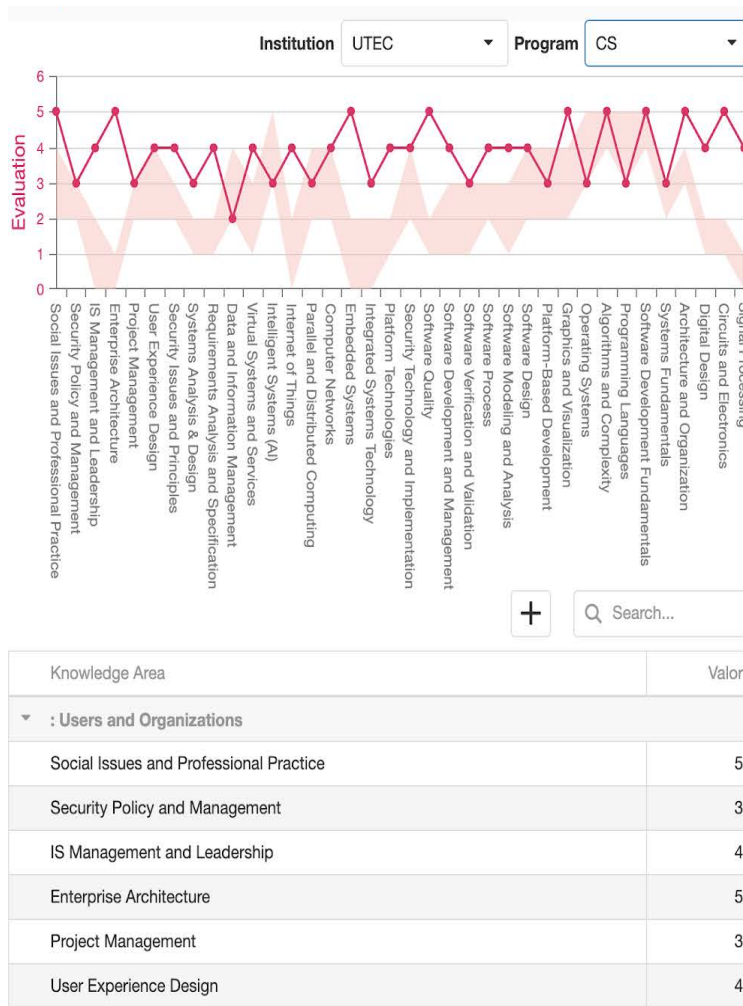 Institution UTEC Program CS
6
5
4
3
2
1
0
Evaluation
Social Issues and Professional Practice
Security Policy and Management
IS Management and Leadership
Enterprise Architecture
Project Management
User Experience Design
Security Issues and Principles
Systems Analysis & Design
Requirements Analysis and Specification
Data and Information Management
Virtual Systems and Services
Intelligent Systems (AI)
Internet of Things
Parallel and Distributed Computing
Computer Networks
Embedded Systems
Integrated Systems Technology
Platform Technologies
Security Technology and Implementation
Software Quality
Software Development and Management
Software Verification and Validation
Software Process
Software Modeling and Analysis
Software Design
Platform-Based Development
Graphics and Visualization
Operating Systems
Algorithms and Complexity
Programming Languages
Software Development Fundamentals
Systems Fundamentals
Architecture and Organization
Digital Design
Circuits and Electronics
Signal Processing
+ Search...
Knowledge Area Valor
: Users and Organizations
Social Issues and Professional Practice 5
Security Policy and Management 3
IS Management and Leadership 4
Enterprise Architecture 5
Project Management 3
User Experience Design 4